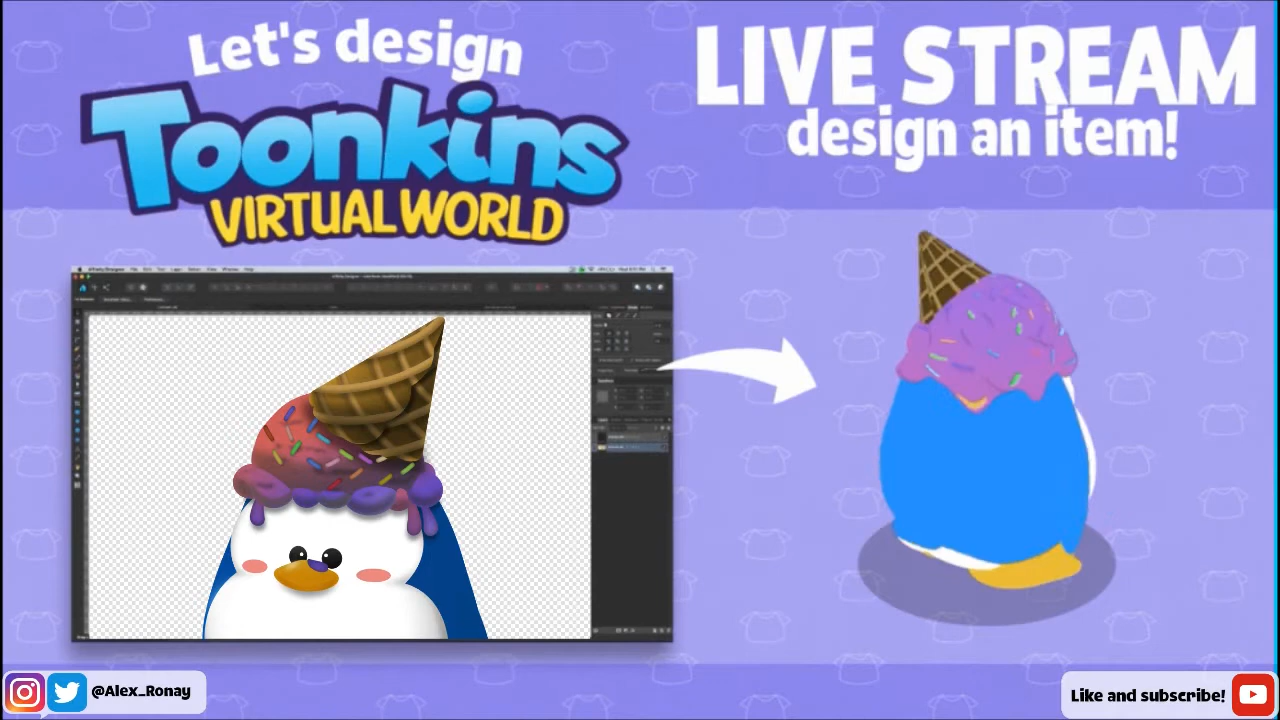 Let's design
Toonkins
VIRTUAL WORLD
LIVE STREAM
design an item!
@Alex_Ronay
Like and subscribe!